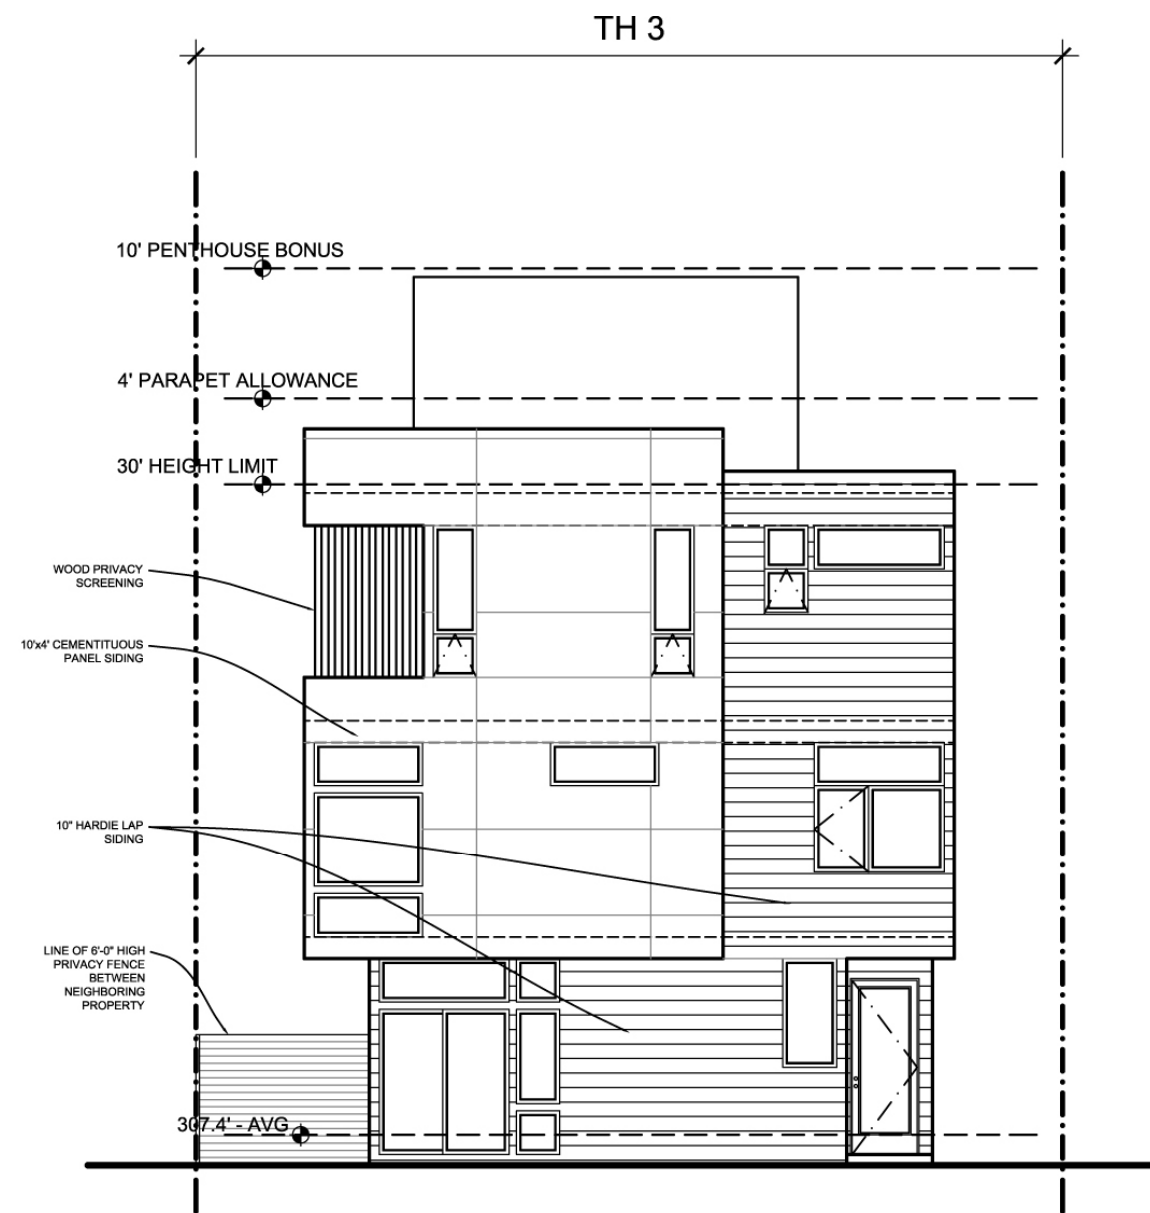 TH 3
10' PENTHOUSE BONUS
4' PARAPET ALLOWANCE
30' HEIGHT LIMIT
WOOD PRIVACY
SCREENING
10'x4' CEMENTITUOUS
PANEL SIDING
10" HARDIE LAP
SIDING
LINE OF 6'-0" HIGH
PRIVACY FENCE
BETWEEN
NEIGHBORING
PROPERTY
307.4' - AVG